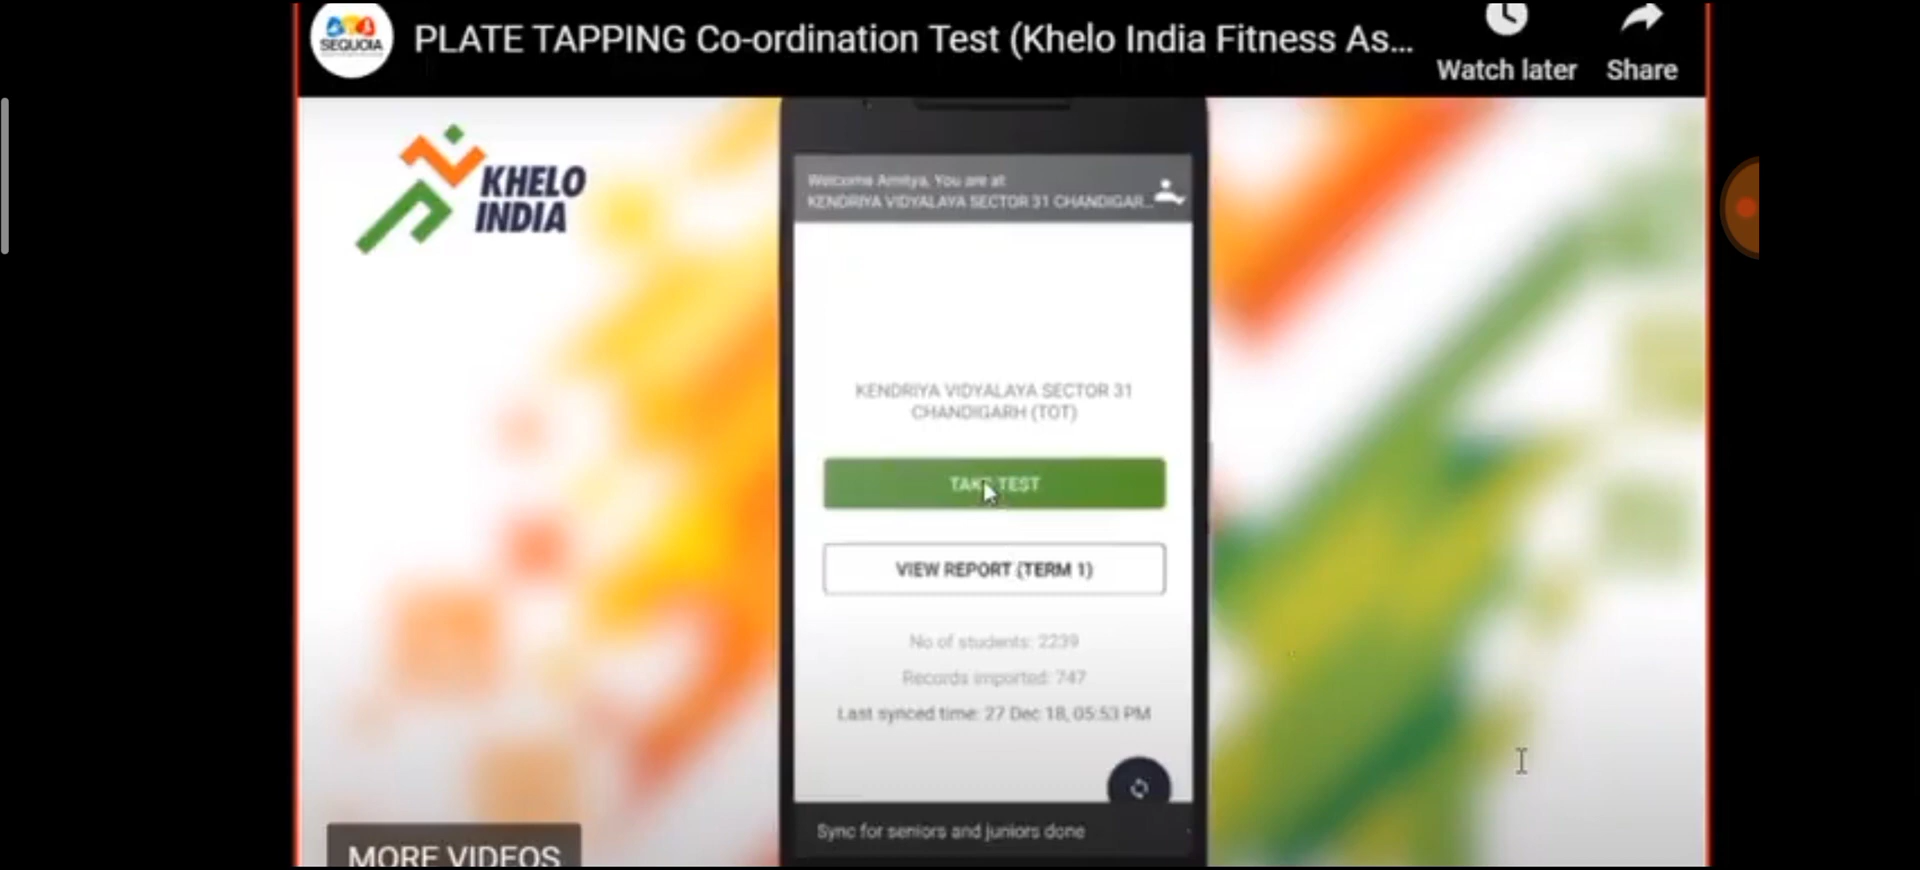 SEQUOIA
PLATE TAPPING Co-ordination Test (Khelo India Fitness As...
Watch later
Share
KHELO
INDIA
Welcome Amitya, You are at
KENDRIYA VIDYALAYA SECTOR 31 CHANDIGAR...
KENDRIYA VIDYALAYA SECTOR 31
CHANDIGARH (TOT)
TAKE TEST
VIEW REPORT (TERM 1)
No of students: 2239
Records imported: 747
Last synced time: 27 Dec 18, 05:53 PM
Sync for seniors and juniors done
MORE VIDEOS